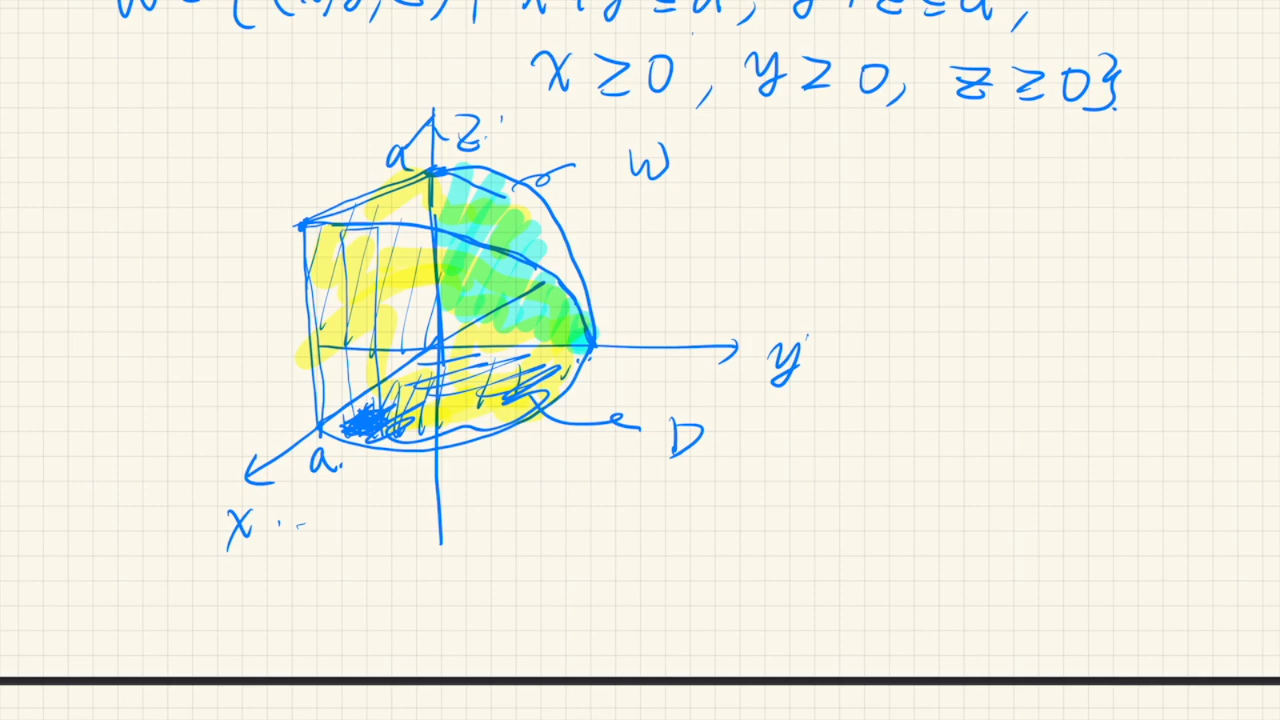 x ≥ 0, y ≥ 0, z ≥ 0}
z
a
W
y
D
a
x